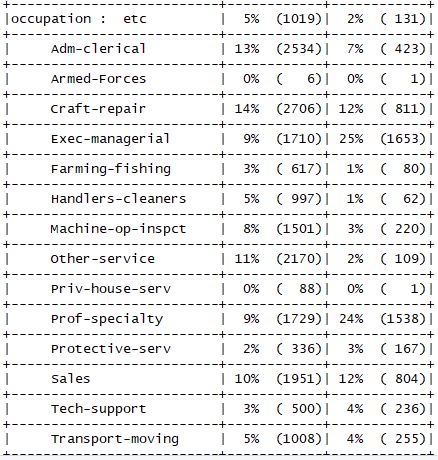 |occupation :  etc          |  5%  (1019)|  2%  ( 131)|
|     Adm-clerical          | 13%  (2534)|  7%  ( 423)|
|     Armed-Forces          |  0%  (   6)|  0%  (   1)|
|     Craft-repair          | 14%  (2706)| 12%  ( 811)|
|     Exec-managerial       |  9%  (1710)| 25%  (1653)|
|     Farming-fishing       |  3%  ( 617)|  1%  (  80)|
|     Handlers-cleaners     |  5%  ( 997)|  1%  (  62)|
|     Machine-op-inspct     |  8%  (1501)|  3%  ( 220)|
|     Other-service         | 11%  (2170)|  2%  ( 109)|
|     Priv-house-serv       |  0%  (  88)|  0%  (   1)|
|     Prof-specialty        |  9%  (1729)| 24%  (1538)|
|     Protective-serv       |  2%  ( 336)|  3%  ( 167)|
|     Sales                 | 10%  (1951)| 12%  ( 804)|
|     Tech-support          |  3%  ( 500)|  4%  ( 236)|
|     Transport-moving      |  5%  (1008)|  4%  ( 255)|